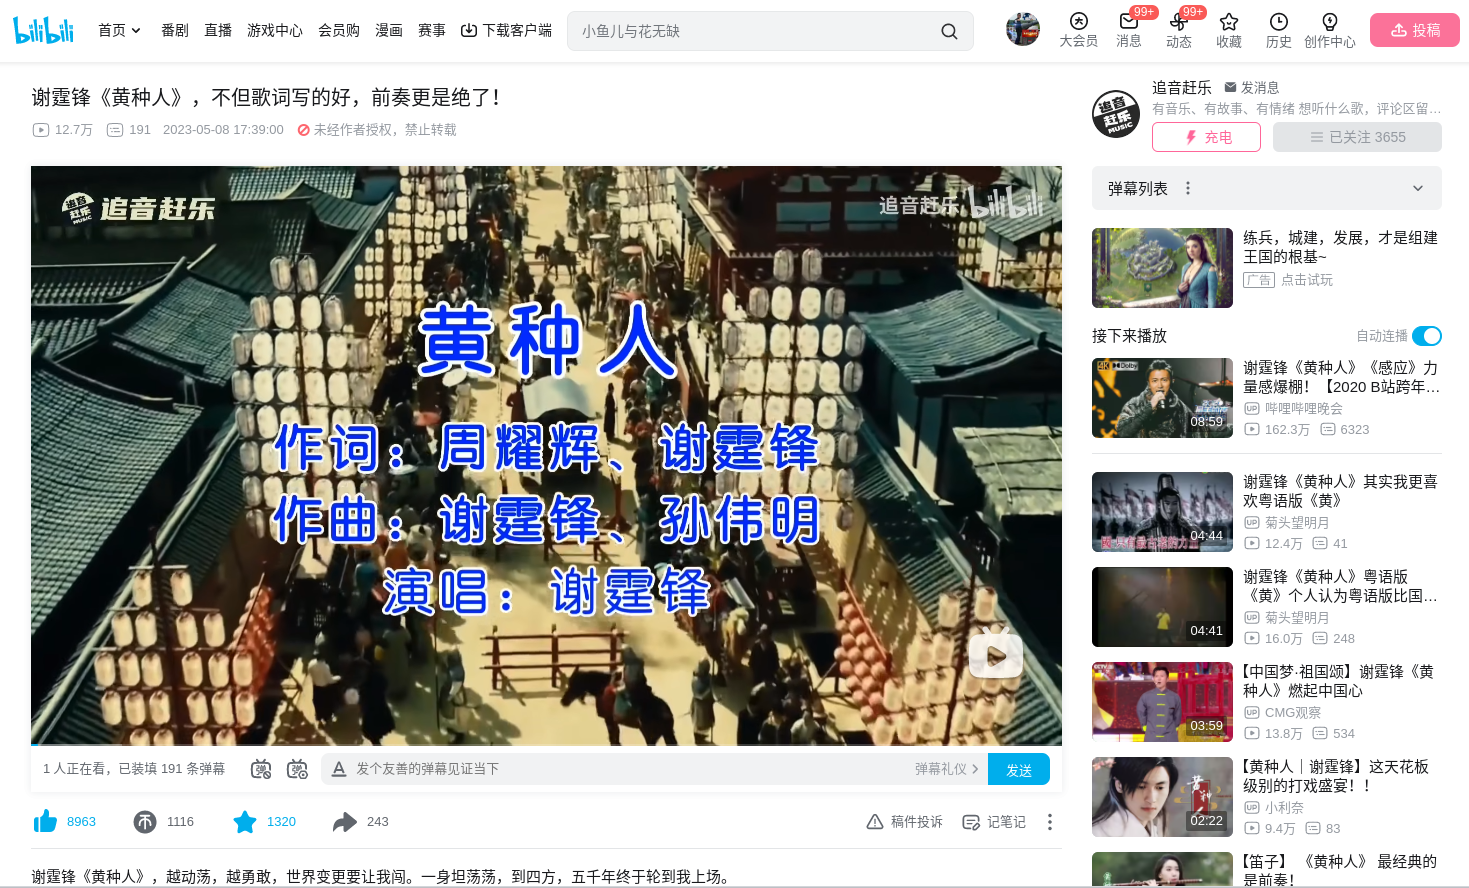 bilibili
首页
番剧
直播
游戏中心
会员购
漫画
赛事
下载客户端
小鱼儿与花无缺
大会员
99+
消息
99+
动态
收藏
历史
创作中心
投稿
谢霆锋《黄种人》，不但歌词写的好，前奏更是绝了！
12.7万
191
2023-05-08 17:39:00
未经作者授权，禁止转载
追音赶乐
追音赶乐 bilibili
黄种人
作词：周耀辉、谢霆锋
作曲：谢霆锋、孙伟明
演唱：谢霆锋
1 人正在看，已装填 191 条弹幕
发个友善的弹幕见证当下
弹幕礼仪
发送
8963
1116
1320
243
稿件投诉
记笔记
谢霆锋《黄种人》，越动荡，越勇敢，世界变更要让我闯。一身坦荡荡，到四方，五千年终于轮到我上场。
追音赶乐 MUSIC
追音赶乐
发消息
有音乐、有故事、有情绪 想听什么歌，评论区留…
充电
已关注 3655
弹幕列表
练兵，城建，发展，才是组建
王国的根基~
广告
点击试玩
接下来播放
自动连播
4K Dolby
08:59
谢霆锋《黄种人》《感应》力
量感爆棚！【2020 B站跨年…
UP 哔哩哔哩晚会
162.3万
6323
04:44
谢霆锋《黄种人》其实我更喜
欢粤语版《黄》
UP 菊头望明月
12.4万
41
04:41
谢霆锋《黄种人》粤语版
《黄》个人认为粤语版比国…
UP 菊头望明月
16.0万
248
03:59
【中国梦·祖国颂】谢霆锋《黄
种人》燃起中国心
UP CMG观察
13.8万
534
黄种人
02:22
【黄种人｜谢霆锋】这天花板
级别的打戏盛宴！！
UP 小利奈
9.4万
83
【笛子】 《黄种人》 最经典的
是前奏！